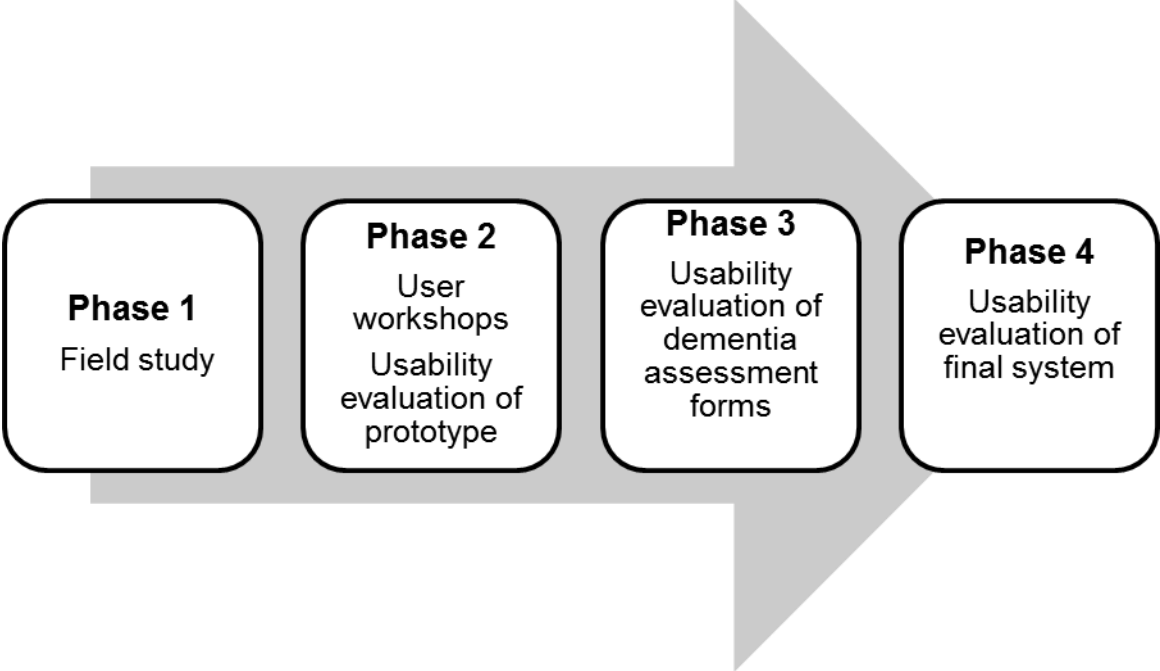 Phase 1
Field study
Phase 2
User
workshops
Usability
evaluation of
prototype
Phase 3
Usability
evaluation of
dementia
assessment
forms
Phase 4
Usability
evaluation of
final system